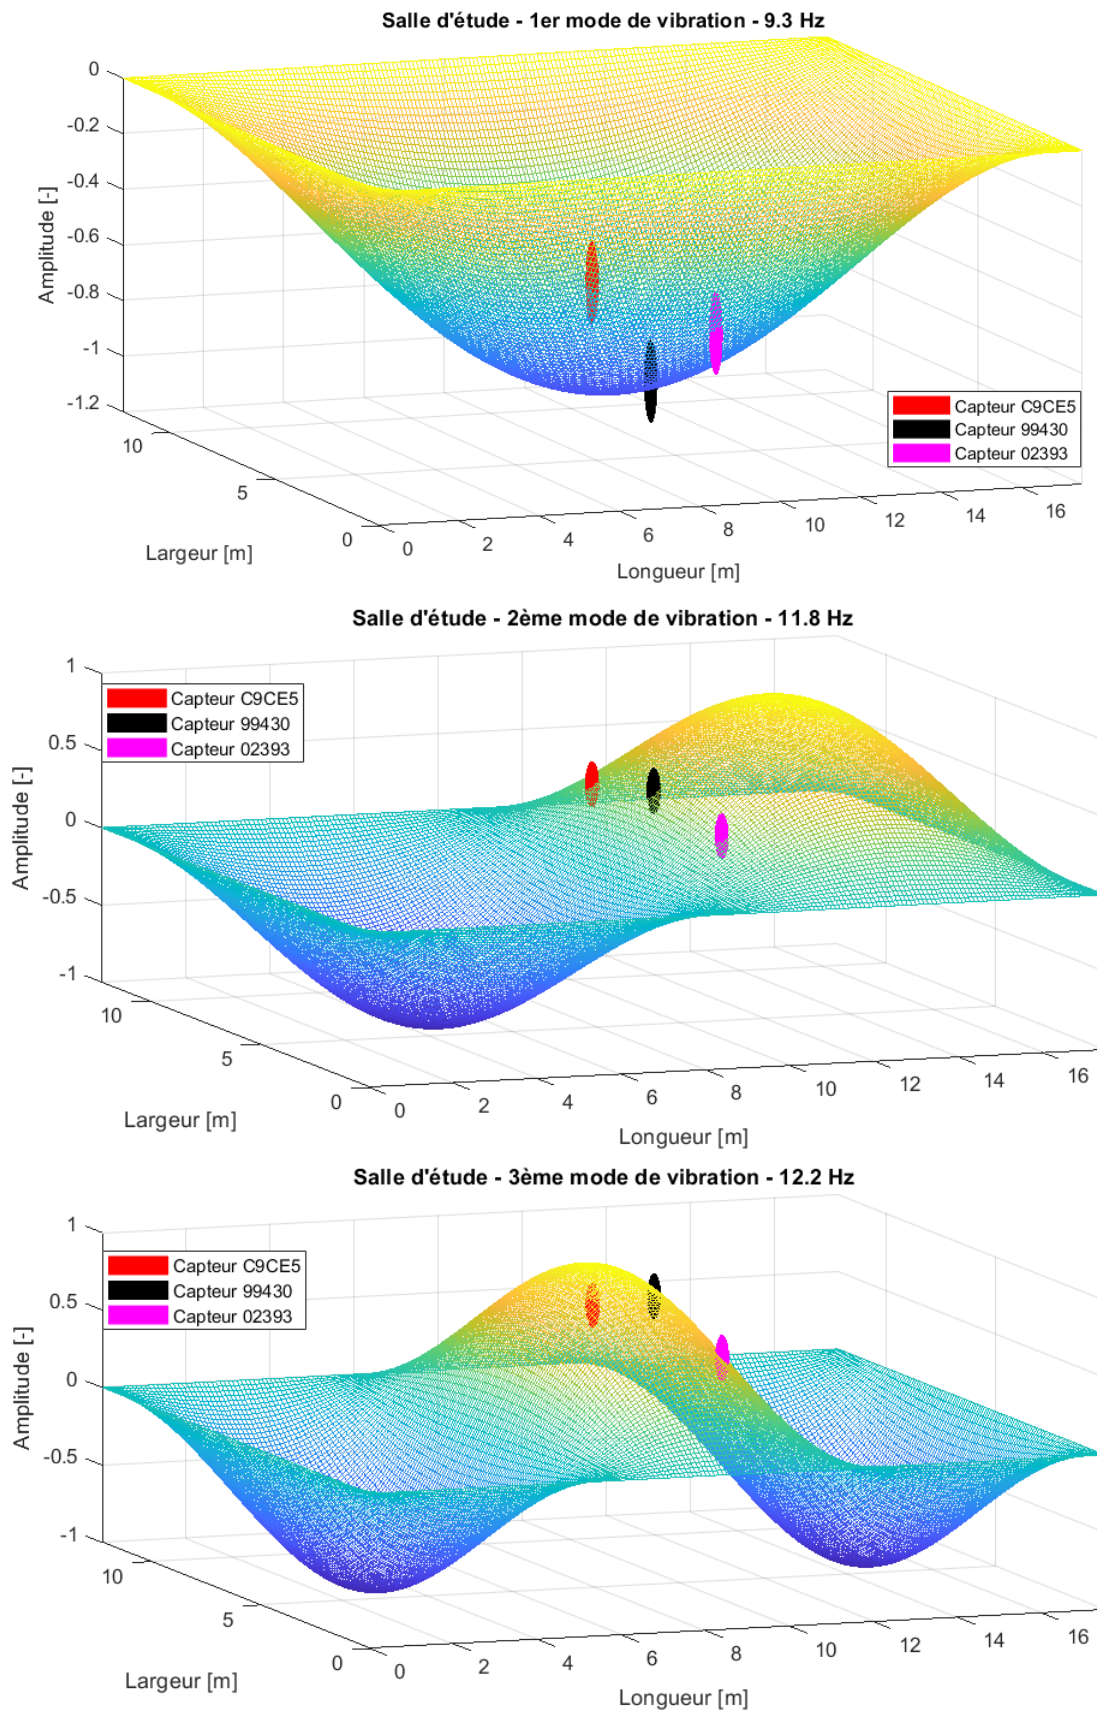 Salle d'étude - 1er mode de vibration - 9.3 Hz
0
-0.2
-0.4
-0.6
-0.8
-1
-1.2
Amplitude [-]
10
5
0
Largeur [m]
0
2
4
6
8
10
12
14
16
Longueur [m]
Capteur C9CE5
Capteur 99430
Capteur 02393
Salle d'étude - 2ème mode de vibration - 11.8 Hz
1
0.5
0
-0.5
-1
Amplitude [-]
Capteur C9CE5
Capteur 99430
Capteur 02393
10
5
0
Largeur [m]
0
2
4
6
8
10
12
14
16
Longueur [m]
Salle d'étude - 3ème mode de vibration - 12.2 Hz
1
0.5
0
-0.5
-1
Amplitude [-]
Capteur C9CE5
Capteur 99430
Capteur 02393
10
5
0
Largeur [m]
0
2
4
6
8
10
12
14
16
Longueur [m]